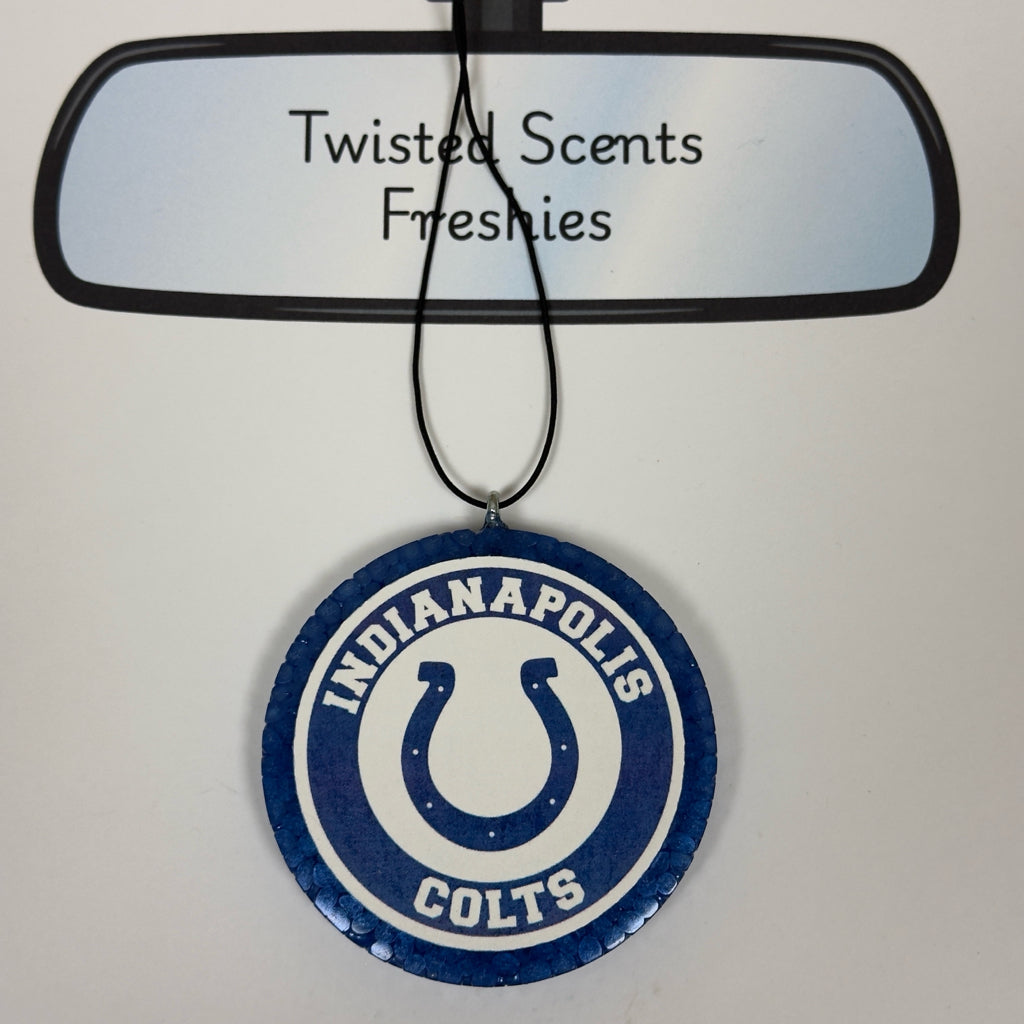 Twisted Scents
Freshies
INDIANAPOLIS
COLTS